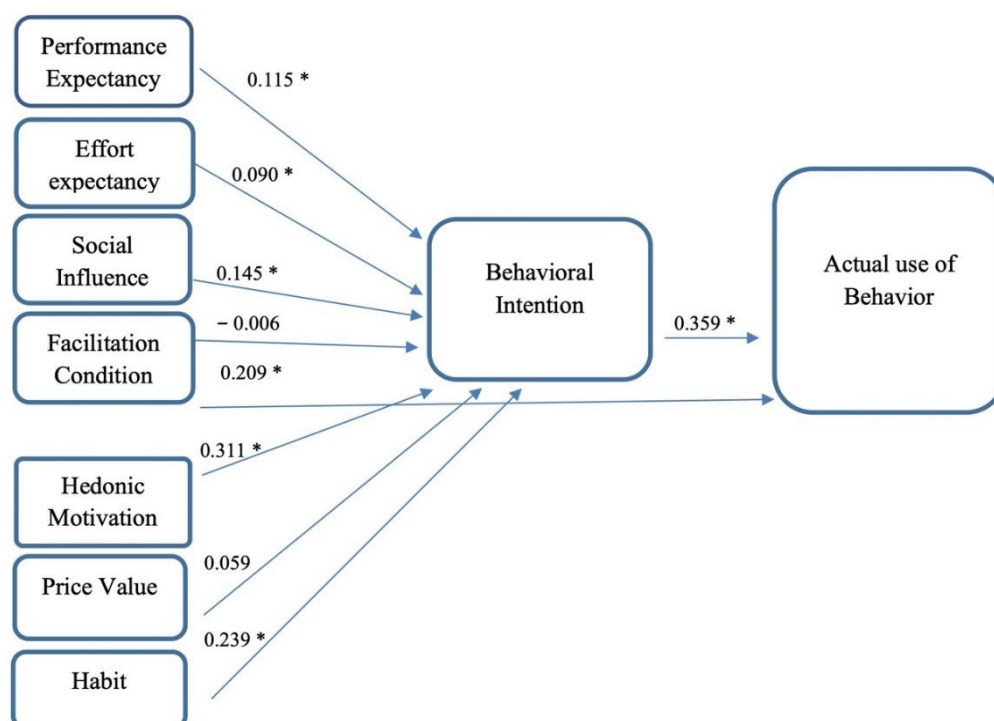 Performance
Expectancy
0.115 *
Effort
expectancy
0.090 *
Social
Influence
0.145 *
Facilitation
Condition
– 0.006
0.209 *
Behavioral
Intention
0.359 *
Actual use of
Behavior
Hedonic
Motivation
0.311 *
Price Value
0.059
Habit
0.239 *